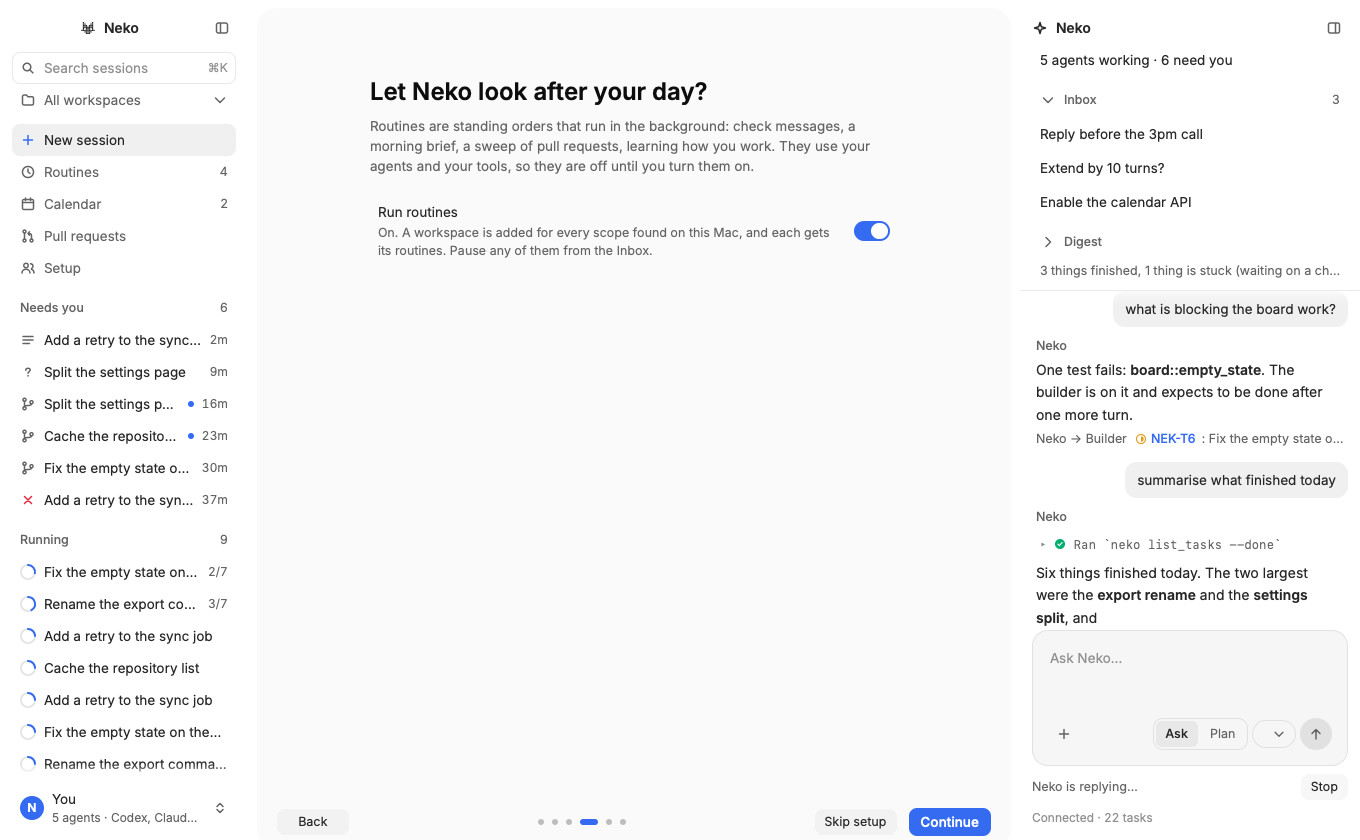 Neko
Search sessions ⌘K
All workspaces
New session
Routines 4
Calendar 2
Pull requests
Setup
Needs you 6
Add a retry to the sync... 2m
Split the settings page 9m
Split the settings p... 16m
Cache the reposito... 23m
Fix the empty state o... 30m
Add a retry to the syn... 37m
Running 9
Fix the empty state on... 2/7
Rename the export co... 3/7
Add a retry to the sync job
Cache the repository list
Add a retry to the sync job
Fix the empty state on the...
Rename the export comma...
N
You
5 agents · Codex, Claud...
Let Neko look after your day?
Routines are standing orders that run in the background: check messages, a
morning brief, a sweep of pull requests, learning how you work. They use your
agents and your tools, so they are off until you turn them on.
Run routines
On. A workspace is added for every scope found on this Mac, and each gets
its routines. Pause any of them from the Inbox.
Back
Skip setup
Continue
Neko
5 agents working · 6 need you
Inbox 3
Reply before the 3pm call
Extend by 10 turns?
Enable the calendar API
Digest
3 things finished, 1 thing is stuck (waiting on a ch...
what is blocking the board work?
Neko
One test fails: board::empty_state. The
builder is on it and expects to be done after
one more turn.
Neko → Builder NEK-T6 : Fix the empty state o...
summarise what finished today
Neko
Ran `neko list_tasks --done`
Six things finished today. The two largest
were the export rename and the settings
split, and
Ask Neko...
Ask Plan
Neko is replying...
Stop
Connected · 22 tasks